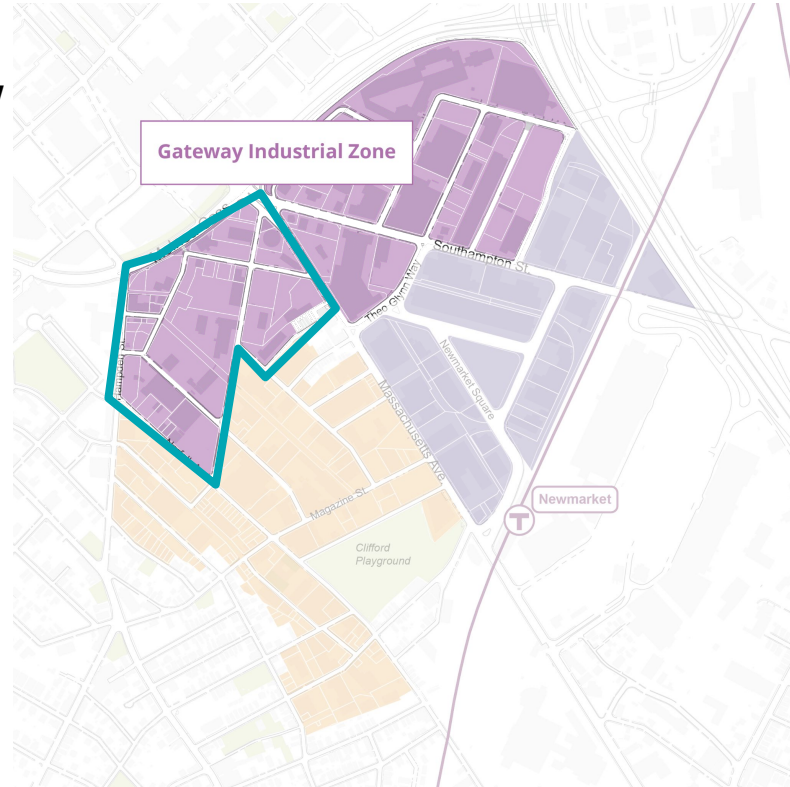 Gateway Industrial Zone
Southampton St.
Theo Glynn Way
Newmarket Square
Massachusetts Ave
Newmarket
T
Magazine St.
Clifford
Playground